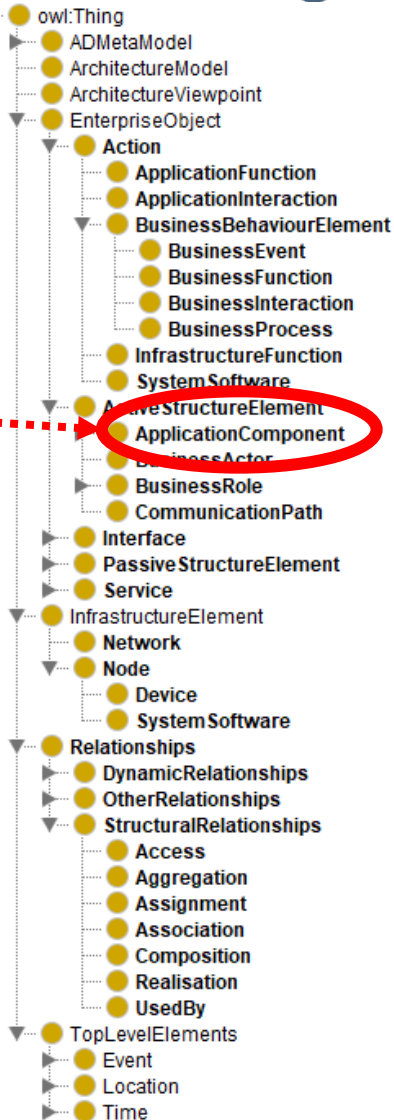 owl:Thing
ADMetaModel
ArchitectureModel
ArchitectureViewpoint
EnterpriseObject
Action
ApplicationFunction
ApplicationInteraction
BusinessBehaviourElement
BusinessEvent
BusinessFunction
BusinessInteraction
BusinessProcess
InfrastructureFunction
SystemSoftware
ActiveStructureElement
ApplicationComponent
BusinessActor
BusinessRole
CommunicationPath
Interface
PassiveStructureElement
Service
InfrastructureElement
Network
Node
Device
SystemSoftware
Relationships
DynamicRelationships
OtherRelationships
StructuralRelationships
Access
Aggregation
Assignment
Association
Composition
Realisation
UsedBy
TopLevelElements
Event
Location
Time